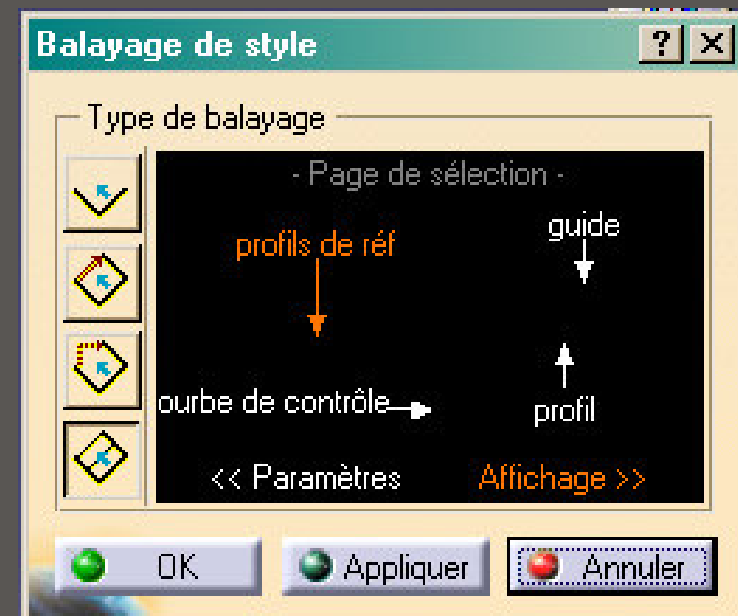 Balayage de style
Type de balayage
- Page de sélection -
profils de réf
guide
ourbe de contrôle
profil
<< Paramètres Affichage >>
OK Appliquer Annuler